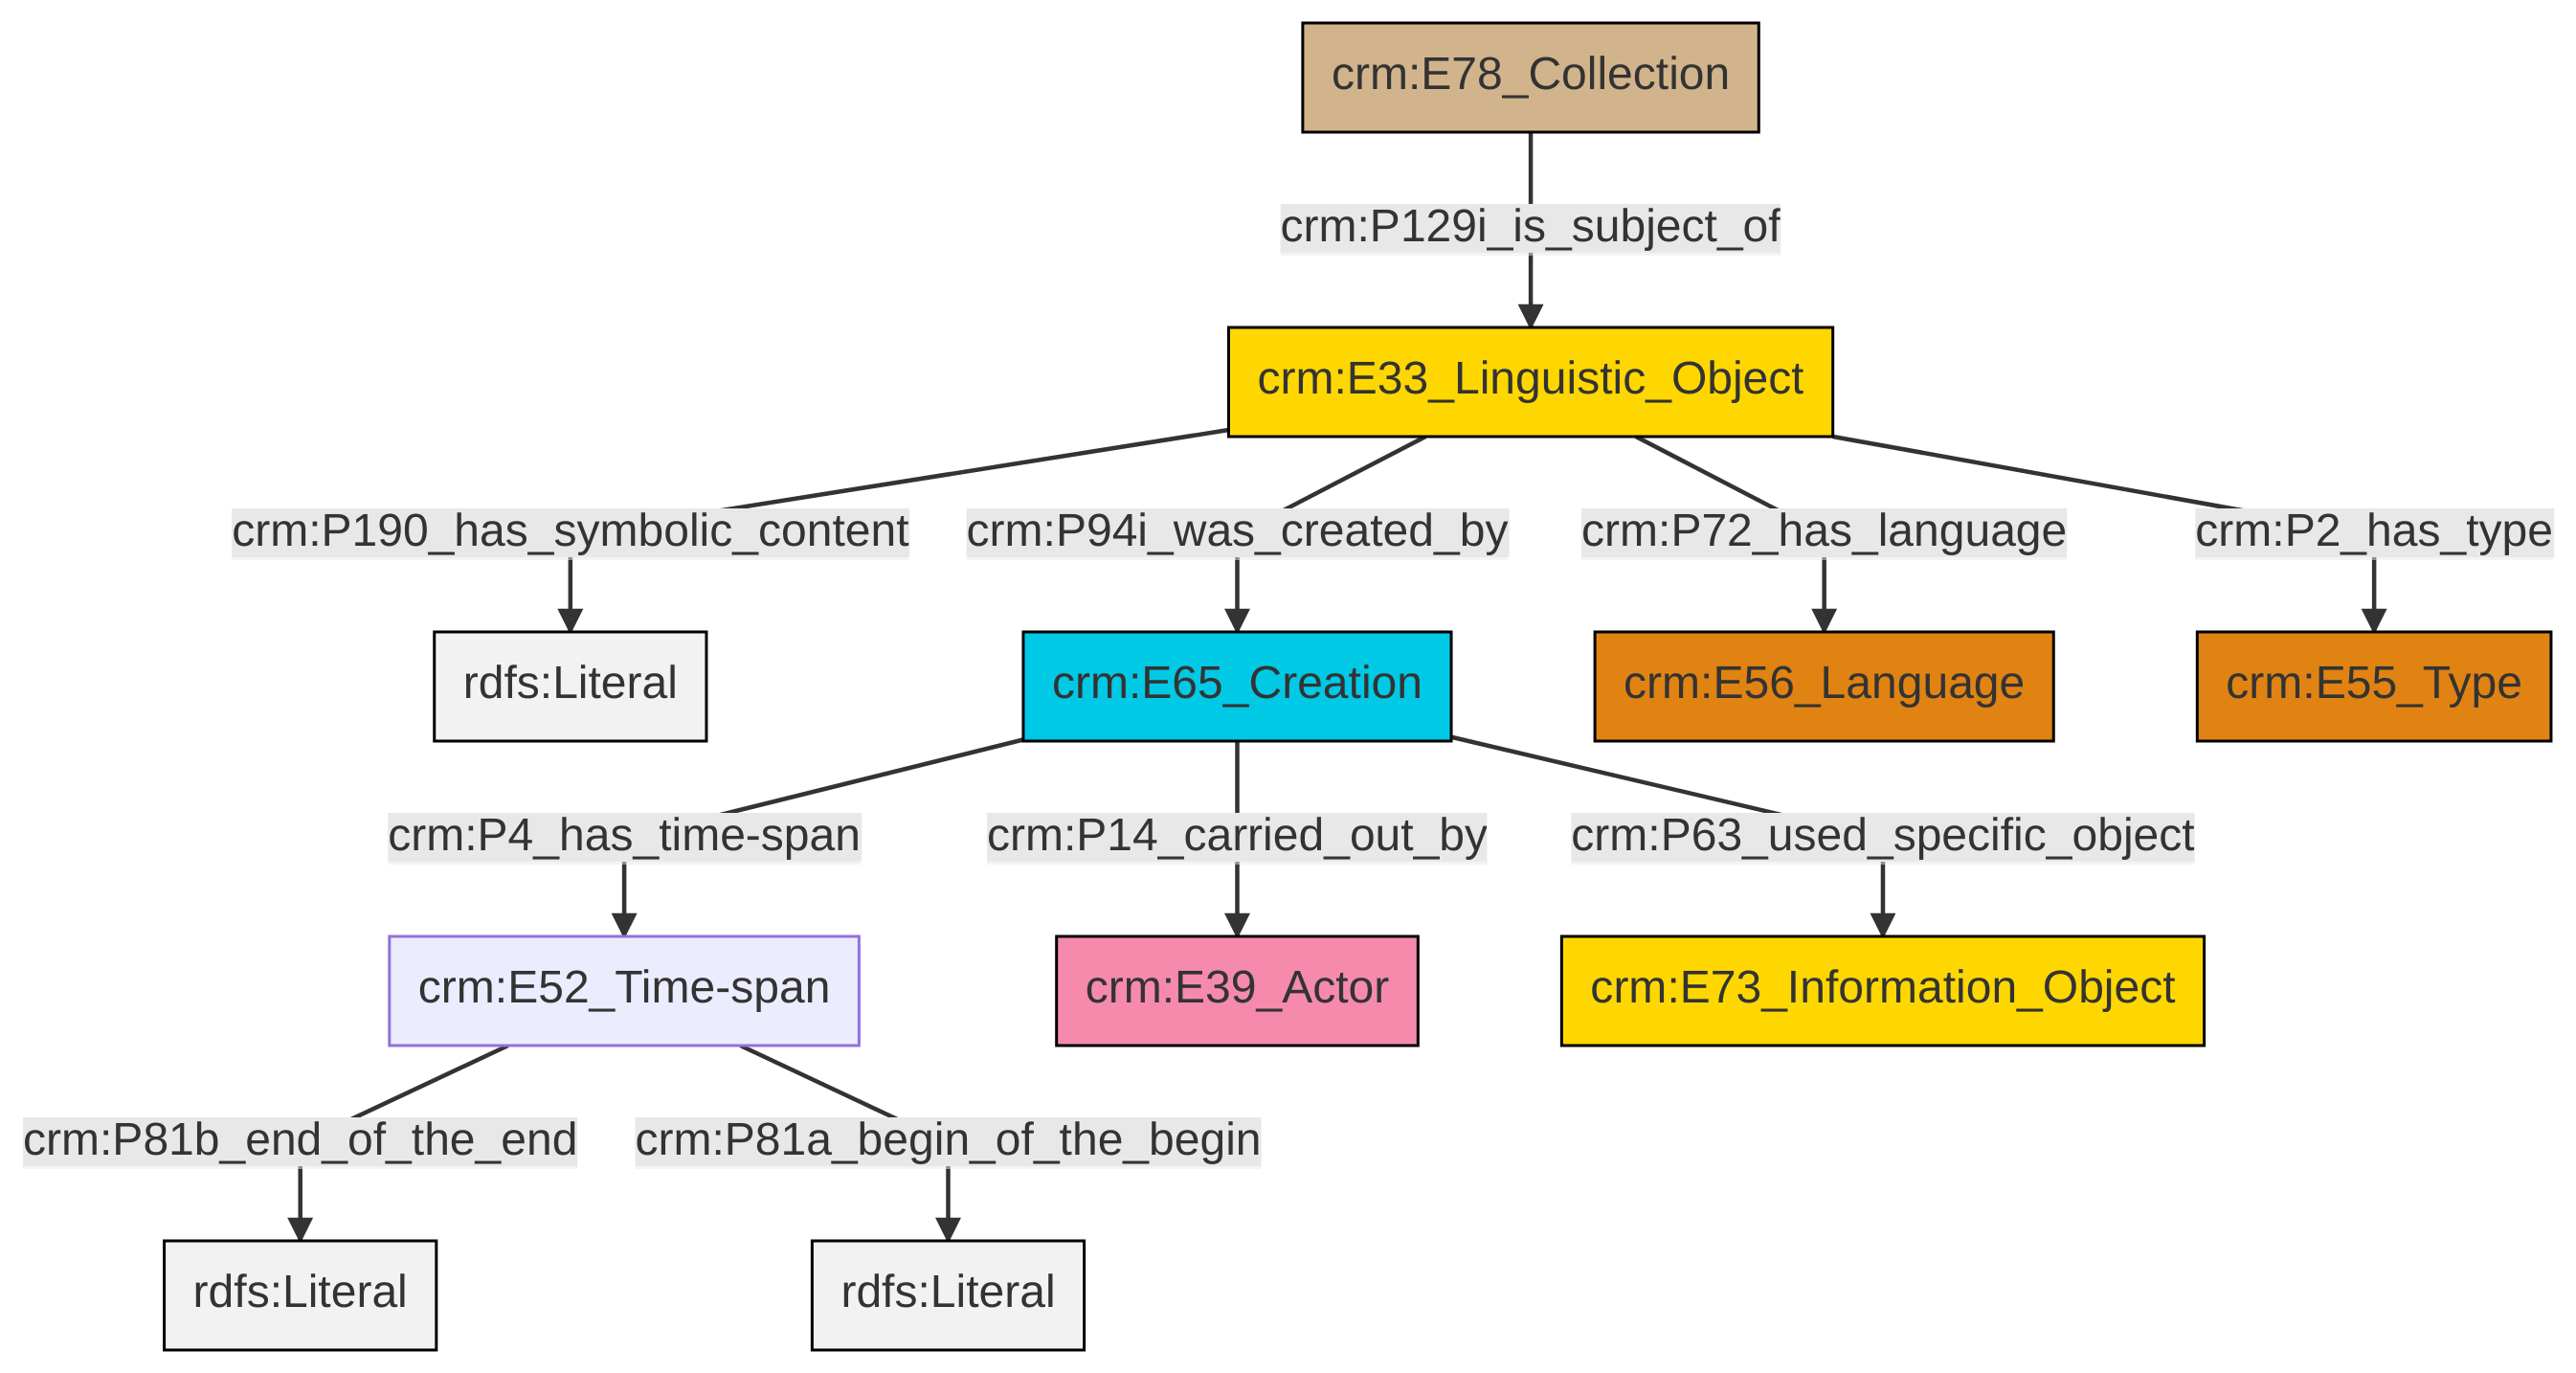 crm:E78_Collection
crm:P129i_is_subject_of
crm:E33_Linguistic_Object
crm:P190_has_symbolic_content
crm:P94i_was_created_by
crm:P72_has_language
crm:P2_has_type
rdfs:Literal
crm:E65_Creation
crm:E56_Language
crm:E55_Type
crm:P4_has_time-span
crm:P14_carried_out_by
crm:P63_used_specific_object
crm:E52_Time-span
crm:E39_Actor
crm:E73_Information_Object
crm:P81b_end_of_the_end
crm:P81a_begin_of_the_begin
rdfs:Literal
rdfs:Literal